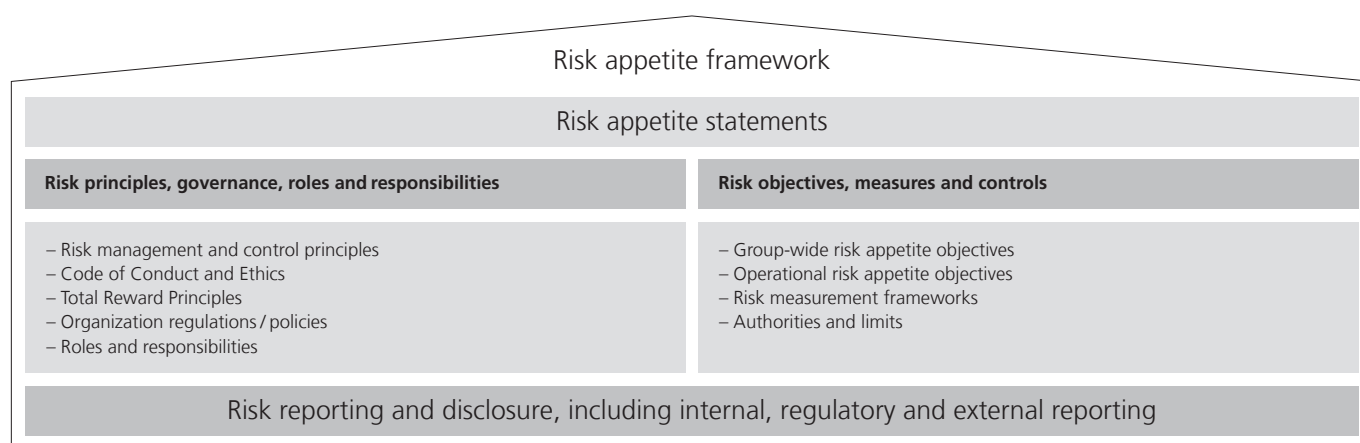 Risk appetite framework
Risk appetite statements
Risk principles, governance, roles and responsibilities
– Risk management and control principles
– Code of Conduct and Ethics
– Total Reward Principles
– Organization regulations / policies
– Roles and responsibilities
Risk objectives, measures and controls
– Group-wide risk appetite objectives
– Operational risk appetite objectives
– Risk measurement frameworks
– Authorities and limits
Risk reporting and disclosure, including internal, regulatory and external reporting